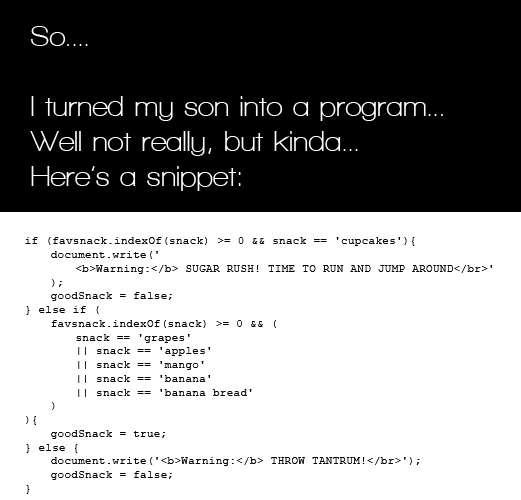 So....
I turned my son into a program...
Well not really, but kinda...
Here's a snippet:
if (favsnack.indexOf(snack) >= 0 && snack == 'cupcakes'){
document.write('
<b>Warning:</b> SUGAR RUSH! TIME TO RUN AND JUMP AROUND</br>'
);
goodSnack = false;
} else if (
favsnack.indexOf(snack) >= 0 && (
snack == 'grapes'
|| snack == 'apples'
|| snack == 'mango'
|| snack == 'banana'
|| snack == 'banana bread'
)
){
goodSnack = true;
} else {
document.write('<b>Warning:</b> THROW TANTRUM!</br>');
goodSnack = false;
}